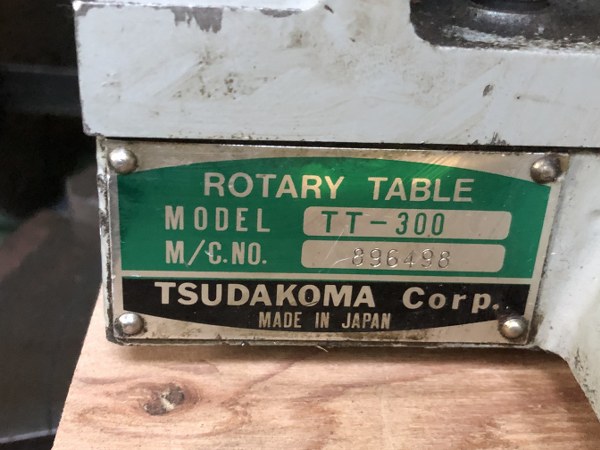 ROTARY TABLE
MODEL TT-300
M/C.NO. 896498
TSUDAKOMA Corp.
MADE IN JAPAN